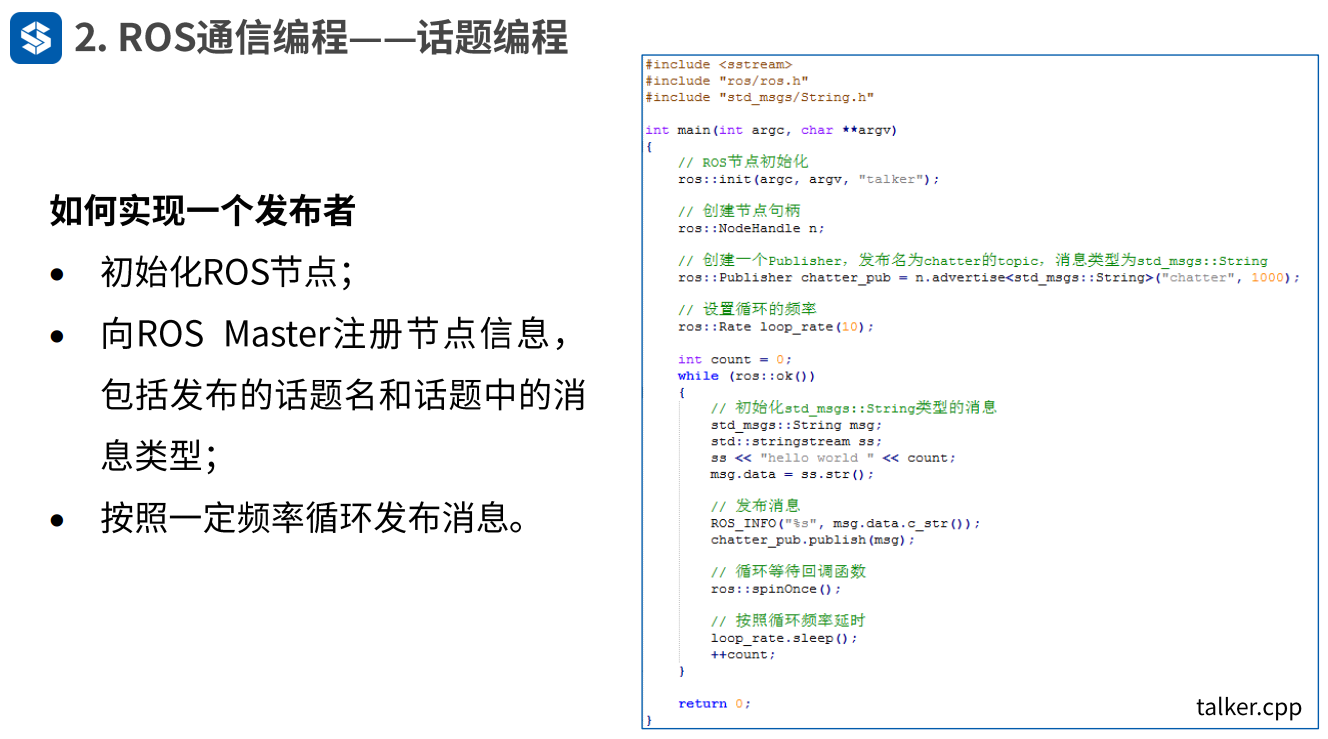 2. ROS通信编程——话题编程
如何实现一个发布者
• 初始化ROS节点；
• 向ROS Master注册节点信息，
包括发布的话题名和话题中的消
息类型；
• 按照一定频率循环发布消息。
#include <sstream>
#include "ros/ros.h"
#include "std_msgs/String.h"

int main(int argc, char **argv)
{
    // ROS节点初始化
    ros::init(argc, argv, "talker");

    // 创建节点句柄
    ros::NodeHandle n;

    // 创建一个Publisher，发布名为chatter的topic，消息类型为std_msgs::String
    ros::Publisher chatter_pub = n.advertise<std_msgs::String>("chatter", 1000);

    // 设置循环的频率
    ros::Rate loop_rate(10);

    int count = 0;
    while (ros::ok())
    {
        // 初始化std_msgs::String类型的消息
        std_msgs::String msg;
        std::stringstream ss;
        ss << "hello world " << count;
        msg.data = ss.str();

        // 发布消息
        ROS_INFO("%s", msg.data.c_str());
        chatter_pub.publish(msg);

        // 循环等待回调函数
        ros::spinOnce();

        // 按照循环频率延时
        loop_rate.sleep();
        ++count;
    }

    return 0;
}
talker.cpp